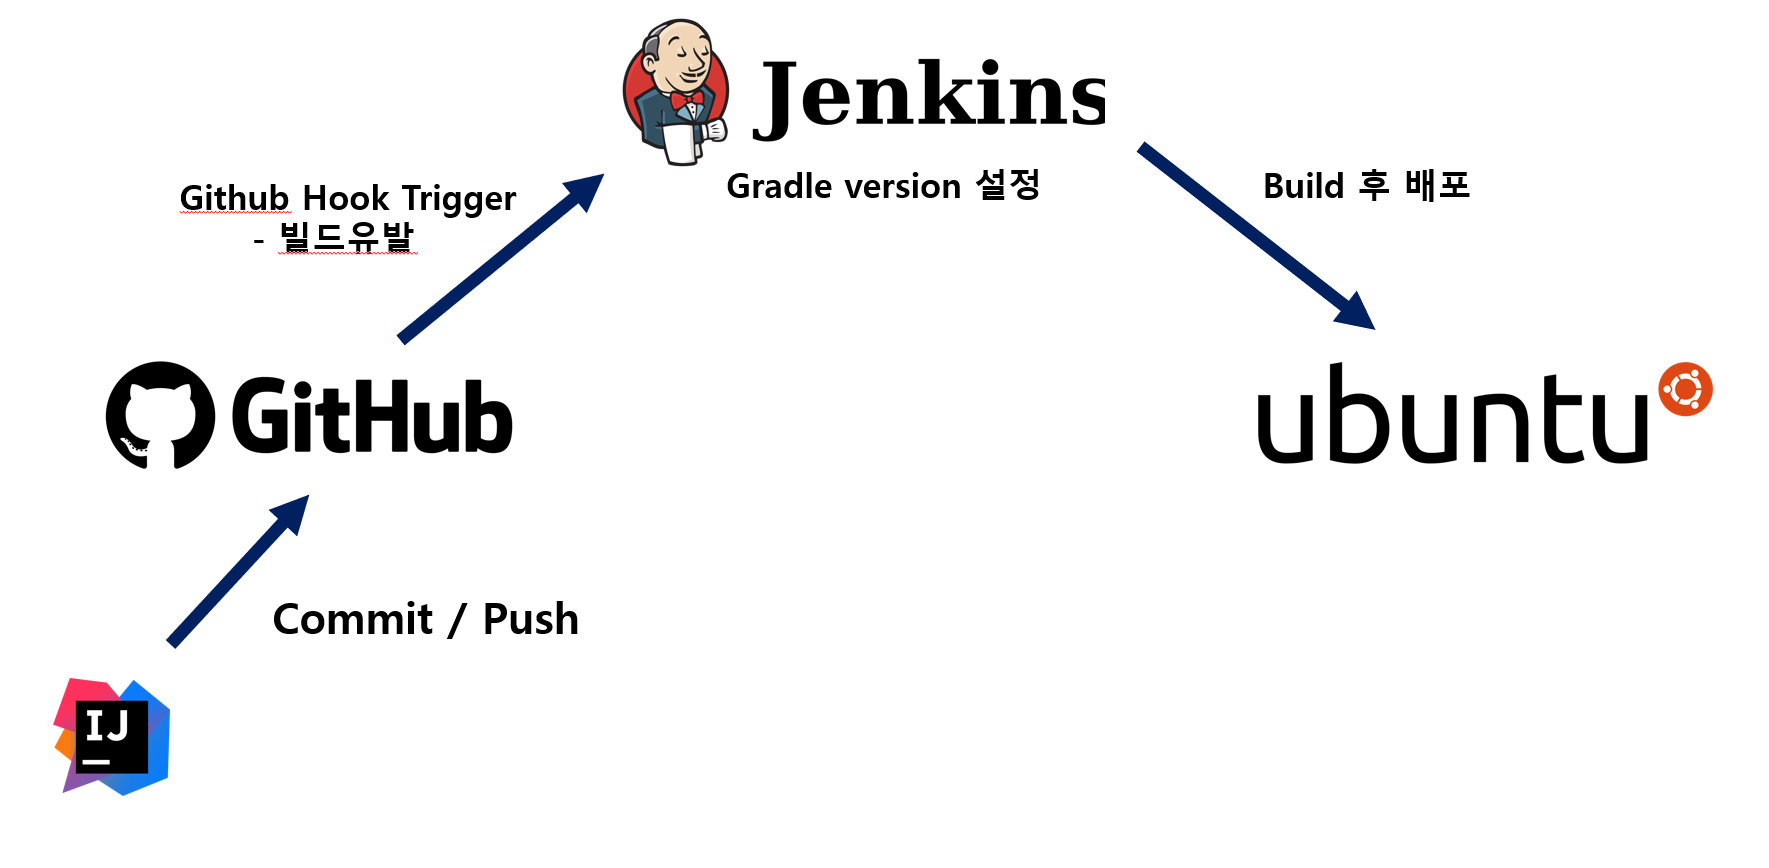 Jenkins
Gradle version 설정
Github Hook Trigger
- 빌드유발
Build 후 배포
GitHub
ubuntu
Commit / Push
IJ